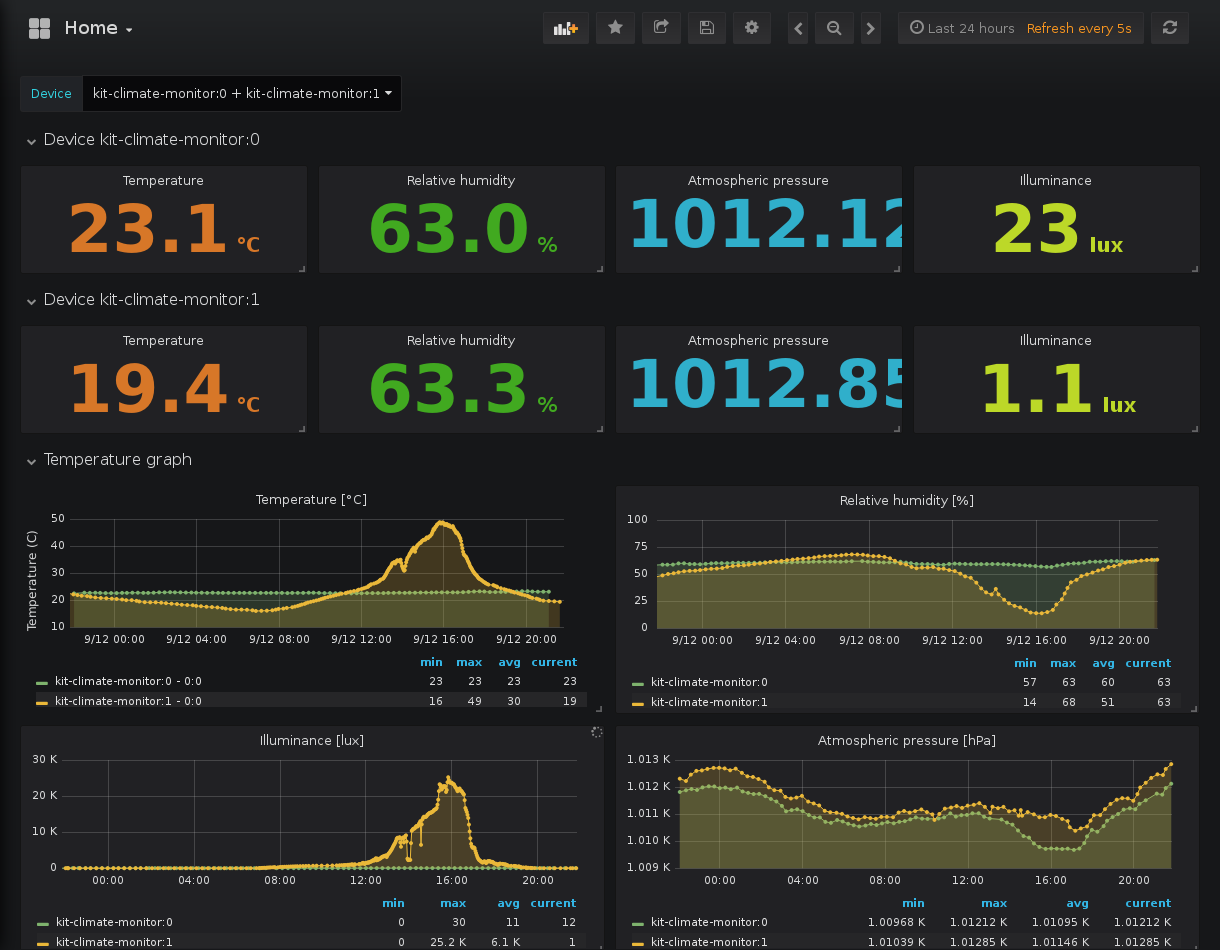 Home
Last 24 hours Refresh every 5s
Device kit-climate-monitor:0 + kit-climate-monitor:1
Device kit-climate-monitor:0
Temperature Relative humidity Atmospheric pressure Illuminance
23.1 °C 63.0 % 1012.12 23 lux
Device kit-climate-monitor:1
Temperature Relative humidity Atmospheric pressure Illuminance
19.4 °C 63.3 % 1012.85 1.1 lux
Temperature graph
Temperature [°C]
Temperature (C)
50
40
30
20
10
9/12 00:00 9/12 04:00 9/12 08:00 9/12 12:00 9/12 16:00 9/12 20:00
min max avg current
kit-climate-monitor:0 - 0:0 23 23 23 23
kit-climate-monitor:1 - 0:0 16 49 30 19
Relative humidity [%]
100
75
50
25
0
9/12 00:00 9/12 04:00 9/12 08:00 9/12 12:00 9/12 16:00 9/12 20:00
min max avg current
kit-climate-monitor:0 57 63 60 63
kit-climate-monitor:1 14 68 51 63
Illuminance [lux]
30 K
20 K
10 K
0
00:00 04:00 08:00 12:00 16:00 20:00
min max avg current
kit-climate-monitor:0 0 30 11 12
kit-climate-monitor:1 0 25.2 K 6.1 K 1
Atmospheric pressure [hPa]
1.013 K
1.012 K
1.011 K
1.010 K
1.009 K
00:00 04:00 08:00 12:00 16:00 20:00
min max avg current
kit-climate-monitor:0 1.00968 K 1.01212 K 1.01095 K 1.01212 K
kit-climate-monitor:1 1.01039 K 1.01285 K 1.01146 K 1.01285 K